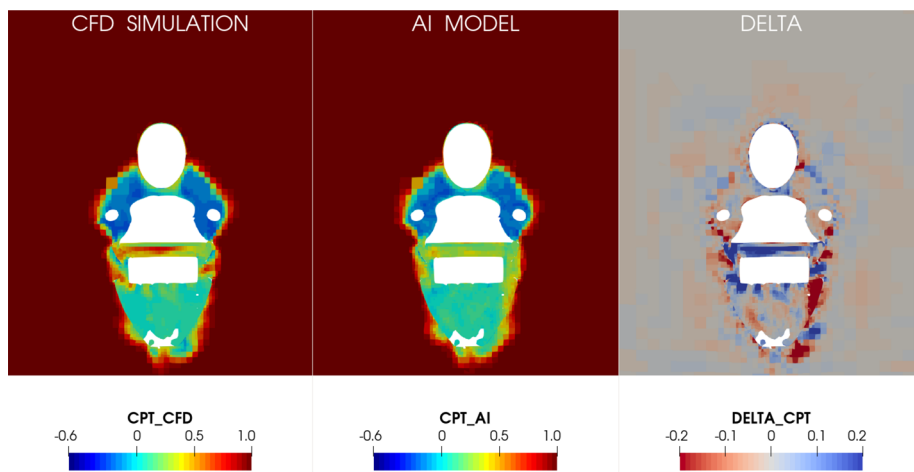 CFD SIMULATION
AI MODEL
DELTA
CPT_CFD
-0.6 0 0.5 1.0
CPT_AI
-0.6 0 0.5 1.0
DELTA_CPT
-0.2 -0.1 0 0.1 0.2